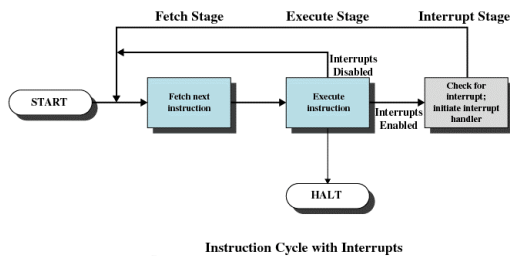 Fetch Stage
Execute Stage
Interrupt Stage
Interrupts
Disabled
START
Fetch next
instruction
Execute
instruction
Interrupts
Enabled
Check for
interrupt;
initiate interrupt
handler
HALT
Instruction Cycle with Interrupts